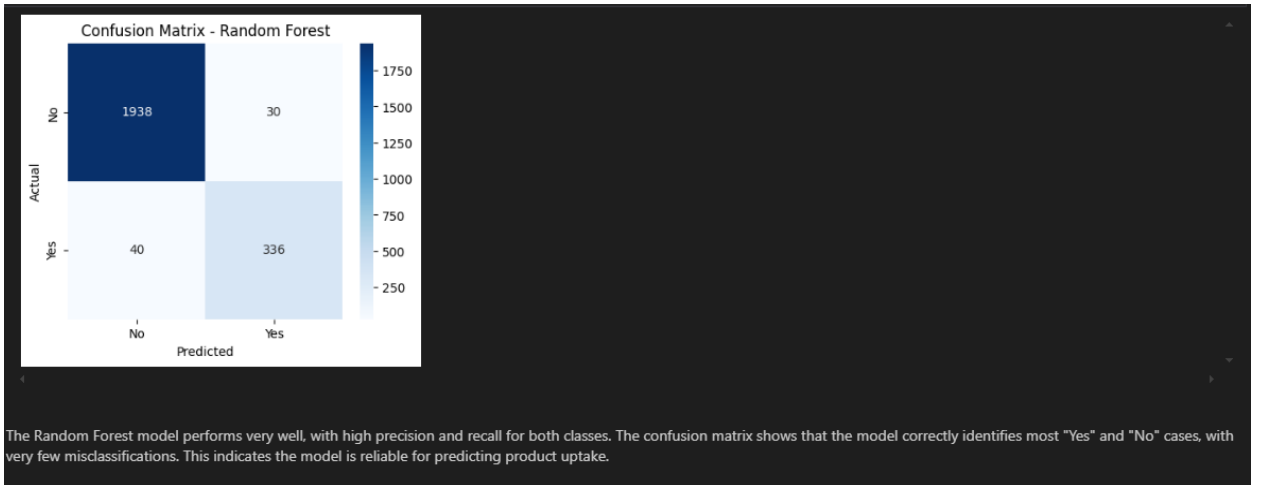 Confusion Matrix - Random Forest
1938 30
40 336
No
Yes
Actual
No Yes
Predicted
1750
1500
1250
1000
750
500
250
The Random Forest model performs very well, with high precision and recall for both classes. The confusion matrix shows that the model correctly identifies most "Yes" and "No" cases, with
very few misclassifications. This indicates the model is reliable for predicting product uptake.